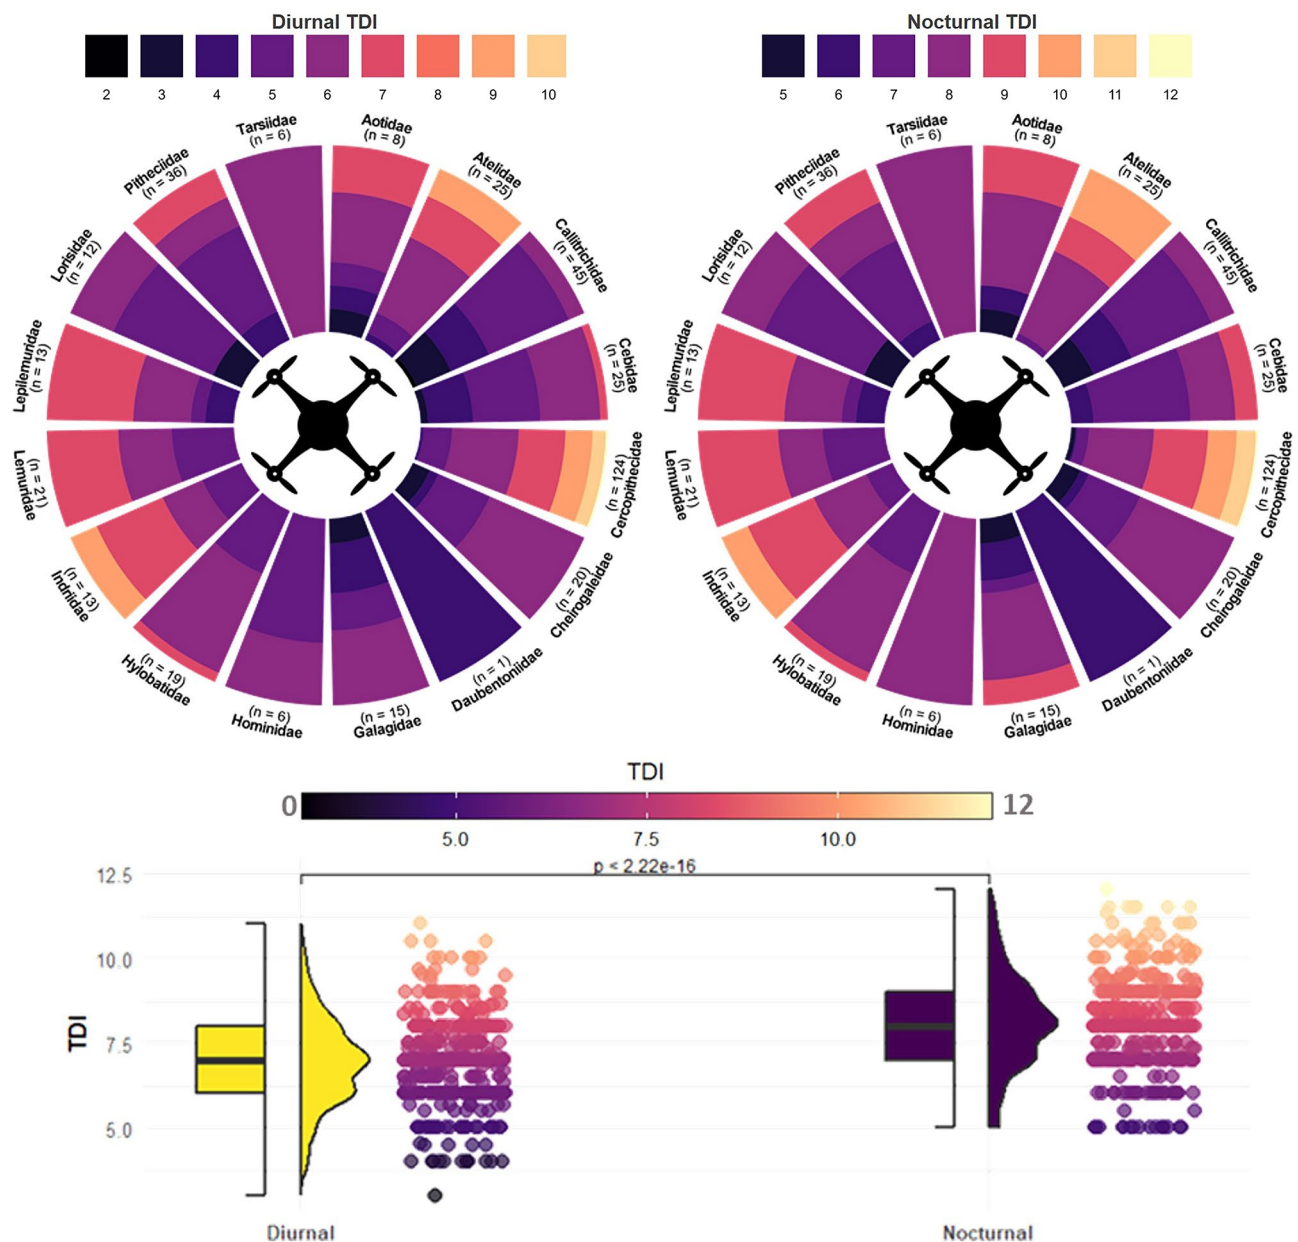 Diurnal TDI
2 3 4 5 6 7 8 9 10
Tarsiidae
(n = 6)
Aotidae
(n = 8)
Atelidae
(n = 25)
Callitrichidae
(n = 45)
Cebidae
(n = 25)
Cercopithecidae
(n = 124)
Cheirogaleidae
(n = 20)
Daubentoniidae
(n = 1)
Galagidae
(n = 15)
Hominidae
(n = 6)
Hylobatidae
(n = 19)
Indriidae
(n = 13)
Lemuridae
(n = 21)
Lepilemuridae
(n = 13)
Lorisidae
(n = 12)
Pitheciidae
(n = 36)
Nocturnal TDI
5 6 7 8 9 10 11 12
Tarsiidae
(n = 6)
Aotidae
(n = 8)
Atelidae
(n = 25)
Callitrichidae
(n = 45)
Cebidae
(n = 25)
Cercopithecidae
(n = 124)
Cheirogaleidae
(n = 20)
Daubentoniidae
(n = 1)
Galagidae
(n = 15)
Hominidae
(n = 6)
Hylobatidae
(n = 19)
Indriidae
(n = 13)
Lemuridae
(n = 21)
Lepilemuridae
(n = 13)
Lorisidae
(n = 12)
Pitheciidae
(n = 36)
TDI
0 12
5.0 7.5 10.0
p < 2.22e-16
12.5
10.0
7.5
5.0
TDI
Diurnal
Nocturnal